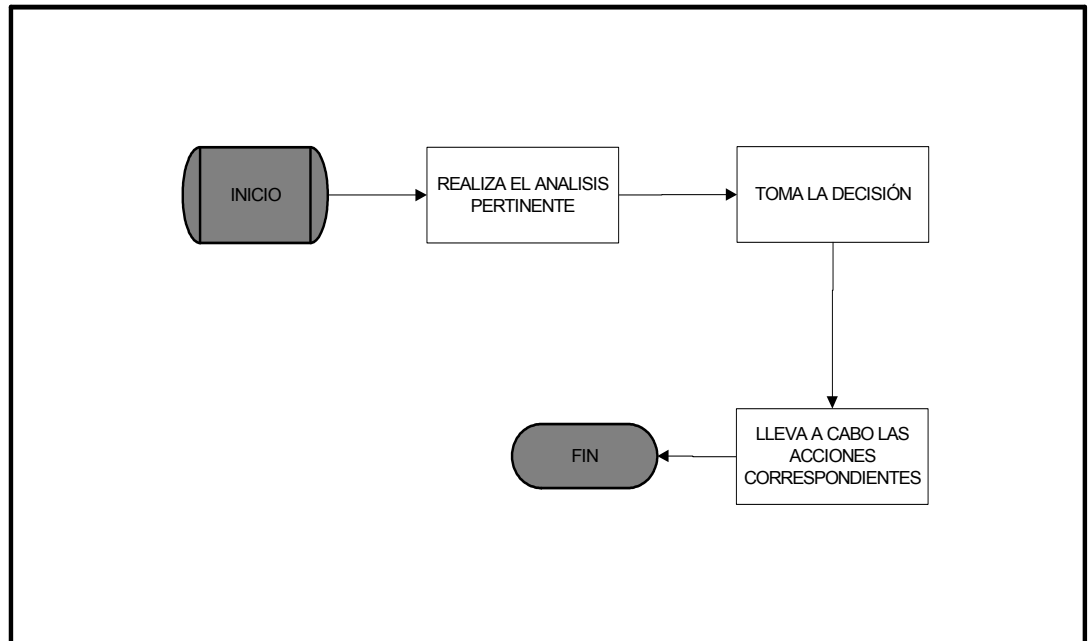 INICIO
REALIZA EL ANALISIS
PERTINENTE
TOMA LA DECISIÓN
LLEVA A CABO LAS
ACCIONES
CORRESPONDIENTES
FIN